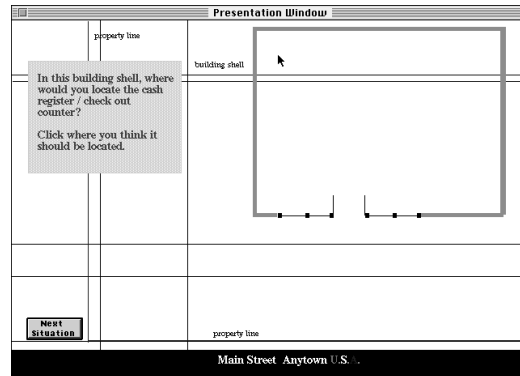 Presentation Window
property line
building shell
In this building shell, where
would you locate the cash
register / check out
counter?
Click where you think it
should be located.
Next
Situation
property line
Main Street Anytown U.S.A.